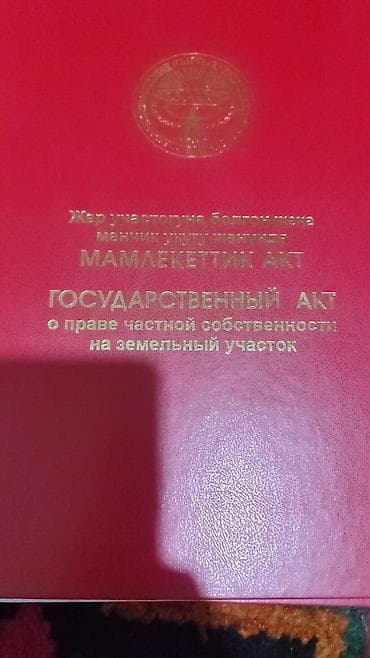 Жер участогуна болгон жеке
менчик укугу жөнүндө
МАМЛЕКЕТТИК АКТ
ГОСУДАРСТВЕННЫЙ АКТ
о праве частной собственности
на земельный участок